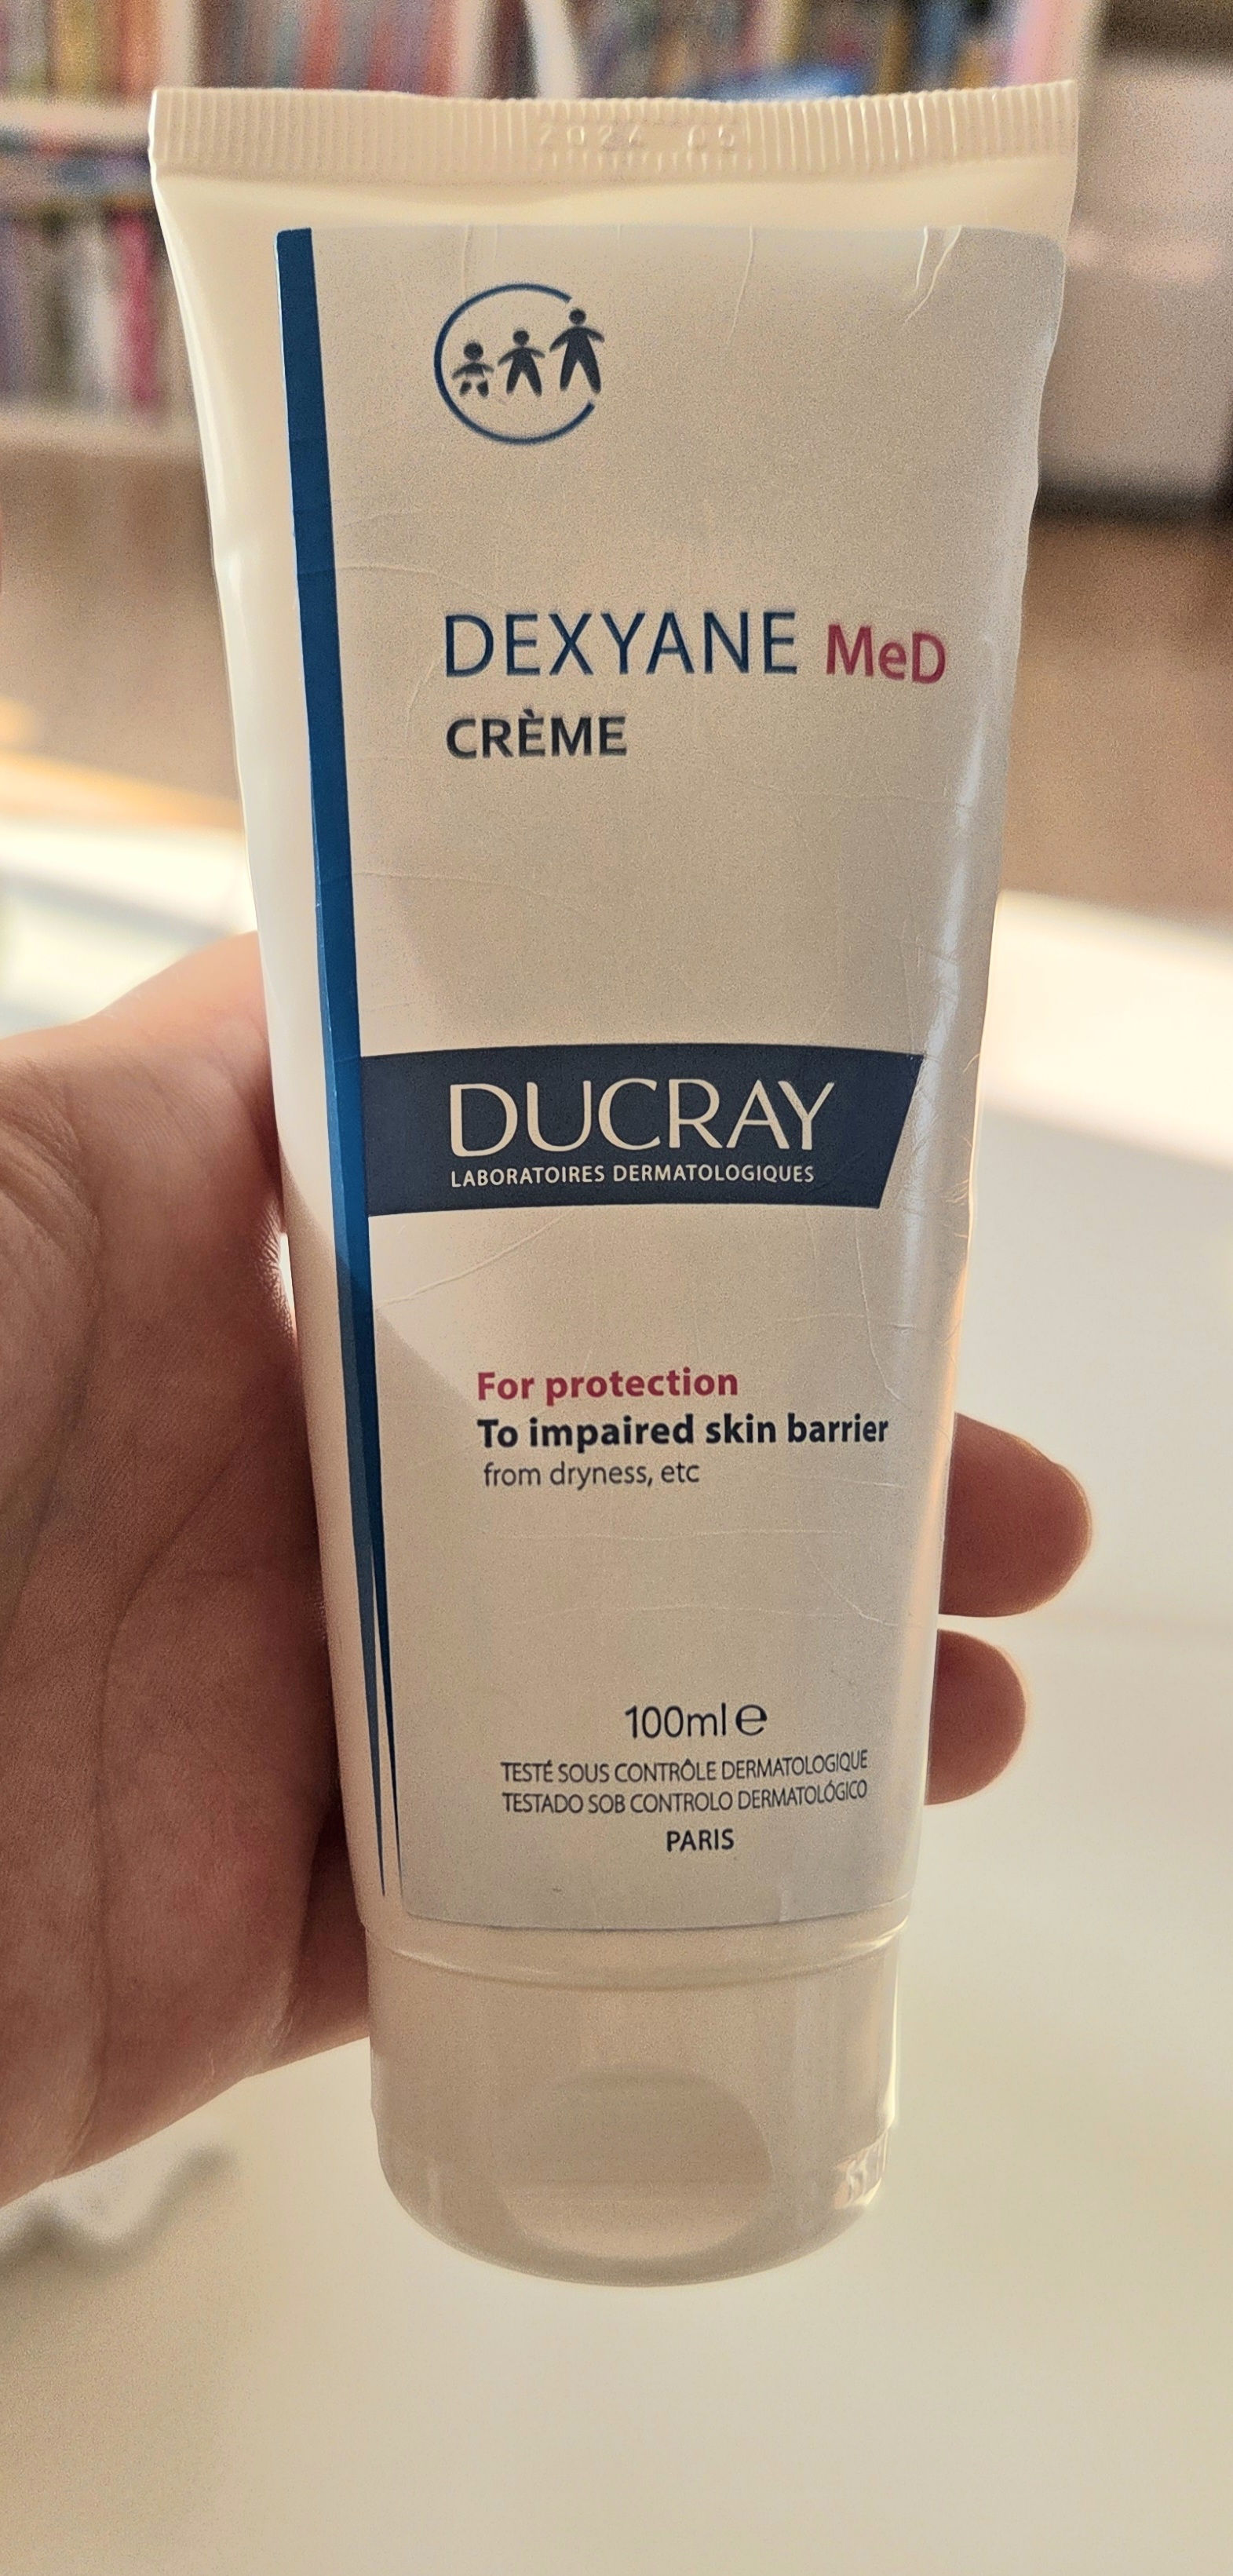 DEXYANE MeD
CRÈME
DUCRAY
LABORATOIRES DERMATOLOGIQUES
For protection
To impaired skin barrier
from dryness, etc
100ml e
TESTÉ SOUS CONTRÔLE DERMATOLOGIQUE
TESTADO SOB CONTROLO DERMATOLÓGICO
PARIS